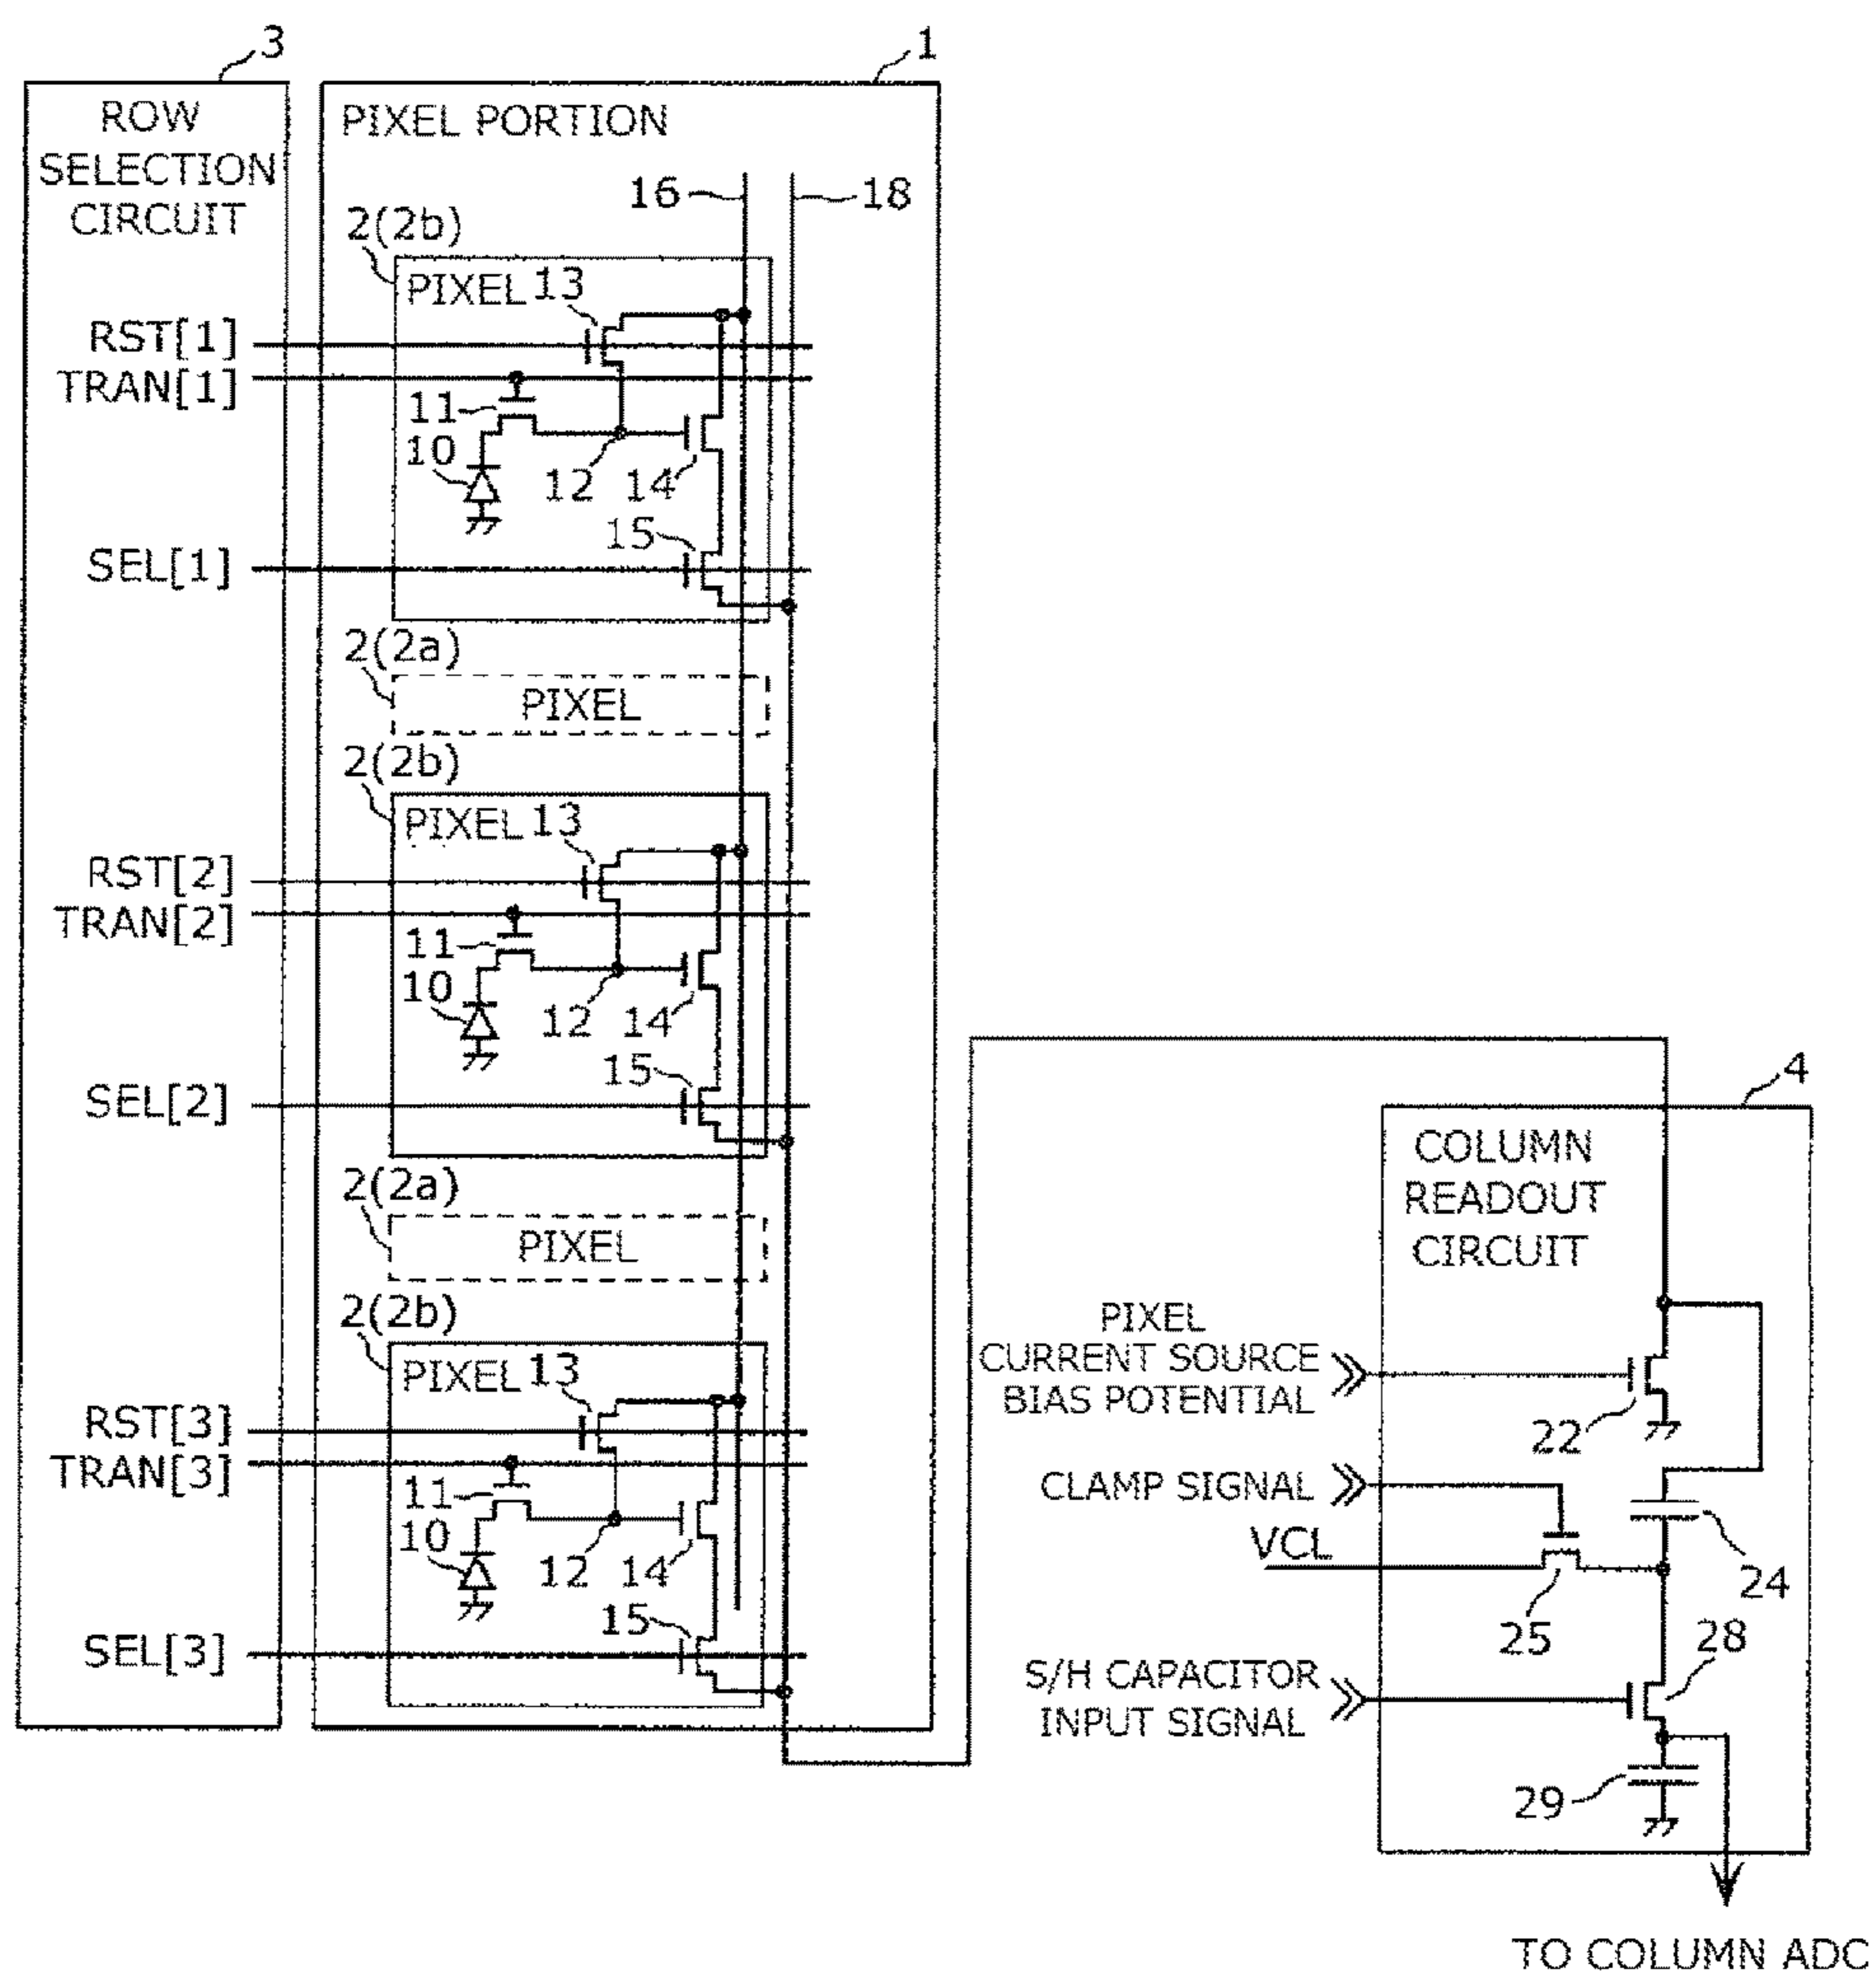 3
1
ROW
SELECTION
CIRCUIT
PIXEL PORTION
16
18
2(2b)
PIXEL
13
RST[1]
TRAN[1]
11
10
12
14
15
SEL[1]
2(2a)
PIXEL
2(2b)
PIXEL
13
RST[2]
TRAN[2]
11
10
12
14
15
SEL[2]
2(2a)
PIXEL
2(2b)
PIXEL
13
RST[3]
TRAN[3]
11
10
12
14
15
SEL[3]
4
COLUMN
READOUT
CIRCUIT
PIXEL
CURRENT SOURCE
BIAS POTENTIAL
22
CLAMP SIGNAL
VCL
24
25
28
S/H CAPACITOR
INPUT SIGNAL
29
TO COLUMN ADC